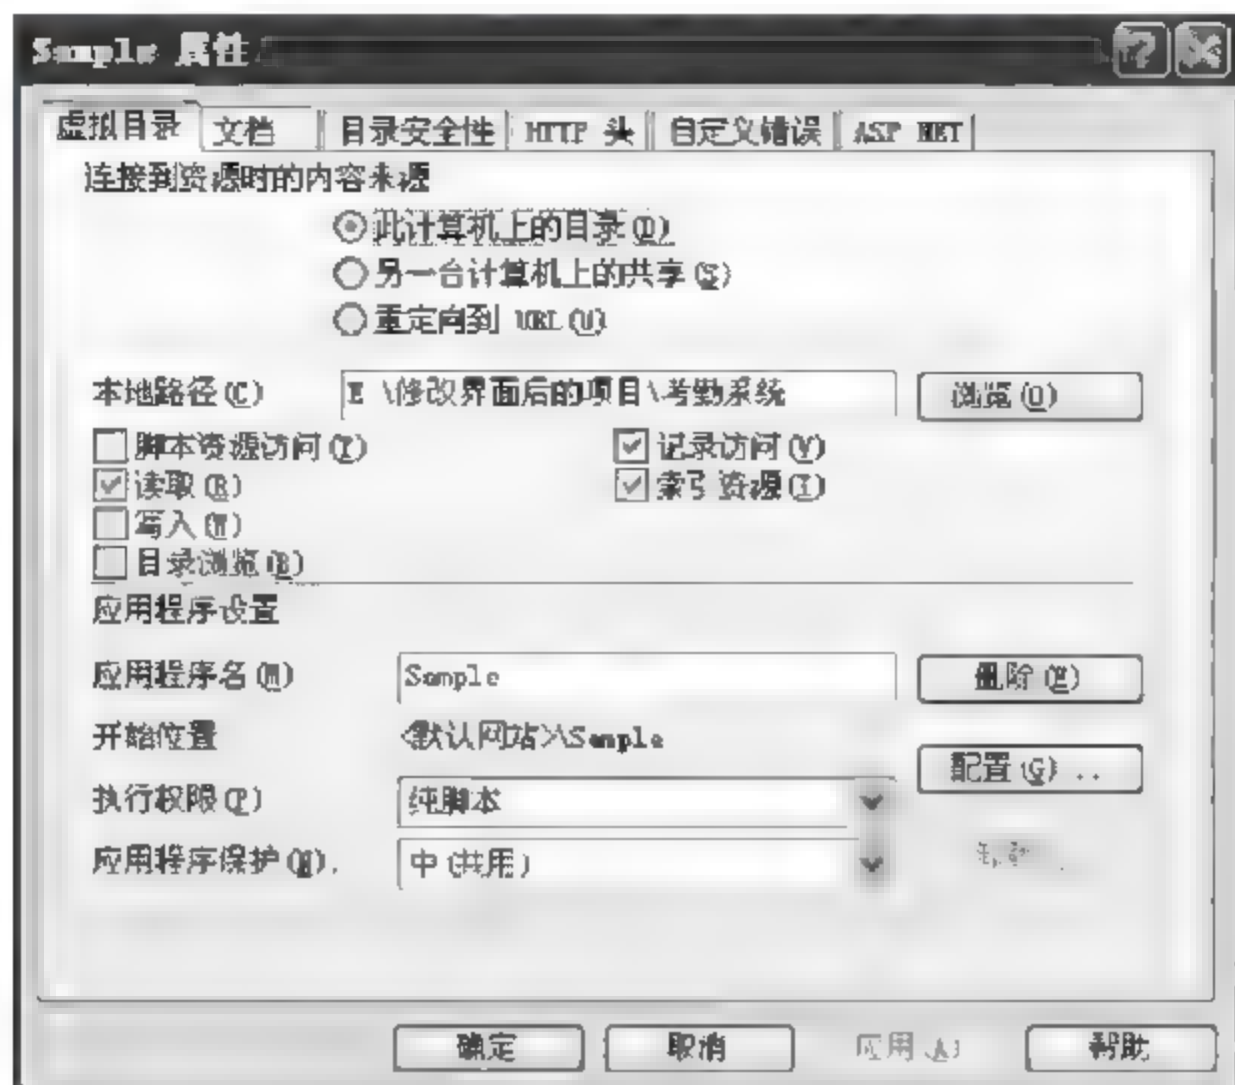 Sample 属性
虚拟目录 文档 目录安全性 HTTP 头 自定义错误 ASP NET
连接到资源时的内容来源
此计算机上的目录(D)
另一台计算机上的共享(S)
重定向到 URL(U)
本地路径(C) E \修改界面后的项目\考勤系统 浏览(O)
脚本资源访问(T) 记录访问(V)
读取(R) 索引资源(I)
写入(W)
目录浏览(B)
应用程序设置
应用程序名(M) Sample 删除(E)
开始位置 <默认网站>\Sample
配置(G) ..
执行权限(P) 纯脚本
应用程序保护(N). 中(共用)
确定 取消 应用(A) 帮助